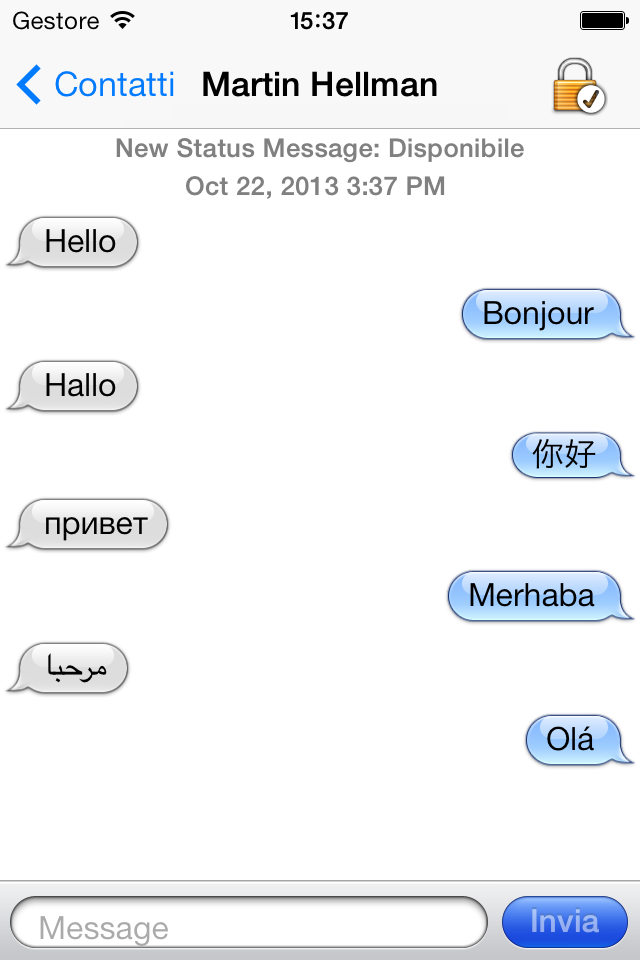 Gestore 15:37
Contatti Martin Hellman
New Status Message: Disponibile
Oct 22, 2013 3:37 PM
Hello
Bonjour
Hallo
你好
привет
Merhaba
مرحبا
Olá
Message Invia